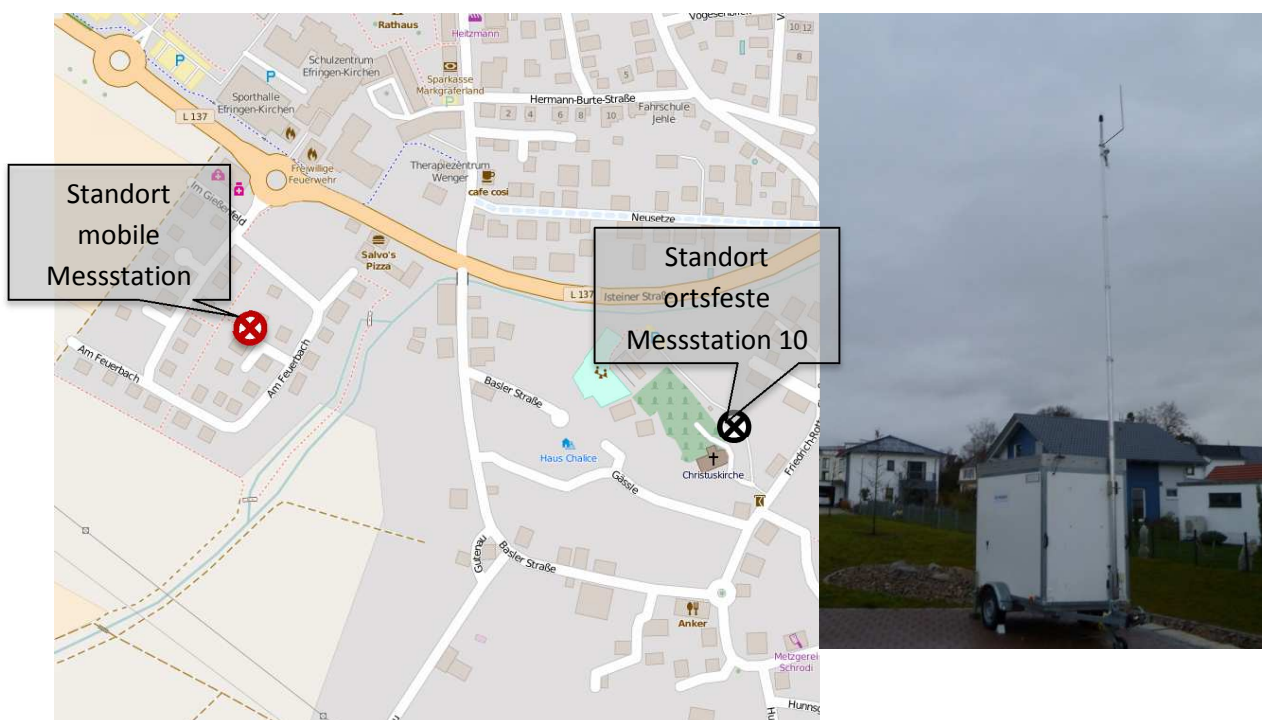 Rathaus
Heitzmann
Vogesenblick
10 12
8
P
P
Schulzentrum
Efringen-Kirchen
Sparkasse
Markgräflerland
P
5
Sporthalle
Efringen-Kirchen
Hermann-Burte-Straße
Fahrschule
Jehle
2
4
6
8
10
L 137
Freiwillige
Feuerwehr
Therapiezentrum
Wenger
cafe cosi
Im Gießenfeld
Neusetze
Standort
mobile
Messstation
Salvo's
Pizza
Standort
ortsfeste
Messstation 10
L 137
Isteiner Straße
Am Feuerbach
Am Feuerbach
Basler Straße
Haus Chalice
Christuskirche
Gässle
Gutenau
Basler Straße
Anker
Metzgerei
Schrodi